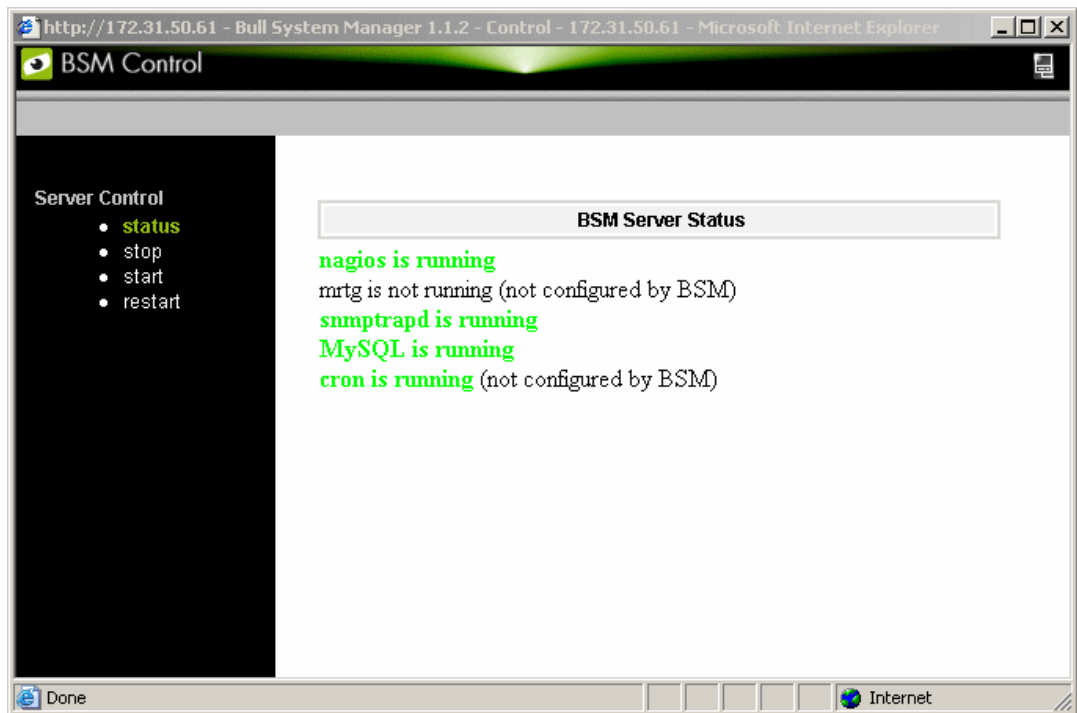 http://172.31.50.61 - Bull System Manager 1.1.2 - Control - 172.31.50.61 - Microsoft Internet Explorer
BSM Control
Server Control
status
stop
start
restart
BSM Server Status
nagios is running
mrtg is not running (not configured by BSM)
snmptrapd is running
MySQL is running
cron is running (not configured by BSM)
Done
Internet